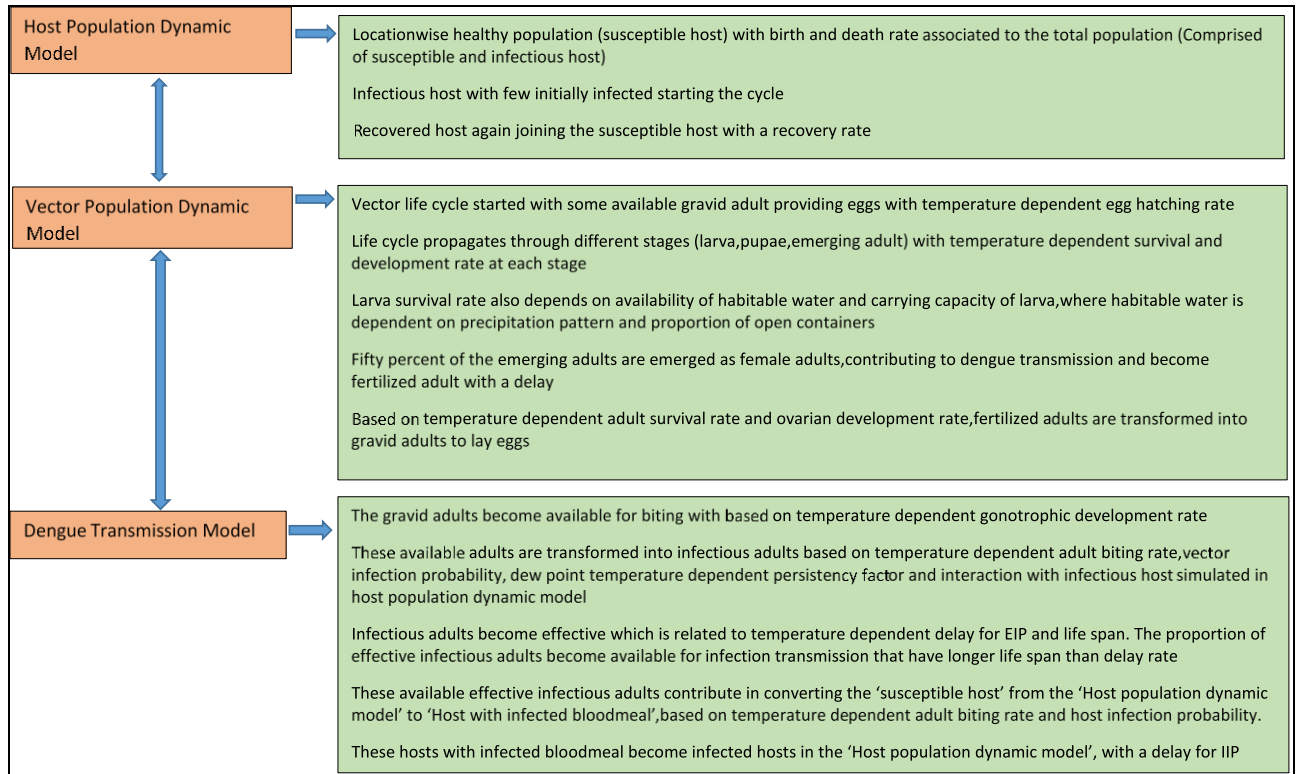 Host Population Dynamic
Model
Locationwise healthy population (susceptible host) with birth and death rate associated to the total population (Comprised
of susceptible and infectious host)
Infectious host with few initially infected starting the cycle
Recovered host again joining the susceptible host with a recovery rate
Vector Population Dynamic
Model
Vector life cycle started with some available gravid adult providing eggs with temperature dependent egg hatching rate
Life cycle propagates through different stages (larva,pupae,emerging adult) with temperature dependent survival and
development rate at each stage
Larva survival rate also depends on availability of habitable water and carrying capacity of larva,where habitable water is
dependent on precipitation pattern and proportion of open containers
Fifty percent of the emerging adults are emerged as female adults,contributing to dengue transmission and become
fertilized adult with a delay
Based on temperature dependent adult survival rate and ovarian development rate,fertilized adults are transformed into
gravid adults to lay eggs
Dengue Transmission Model
The gravid adults become available for biting with based on temperature dependent gonotrophic development rate
These available adults are transformed into infectious adults based on temperature dependent adult biting rate,vector
infection probability, dew point temperature dependent persistency factor and interaction with infectious host simulated in
host population dynamic model
Infectious adults become effective which is related to temperature dependent delay for EIP and life span. The proportion of
effective infectious adults become available for infection transmission that have longer life span than delay rate
These available effective infectious adults contribute in converting the ‘susceptible host’ from the ‘Host population dynamic
model’ to ‘Host with infected bloodmeal’,based on temperature dependent adult biting rate and host infection probability.
These hosts with infected bloodmeal become infected hosts in the ‘Host population dynamic model’, with a delay for IIP